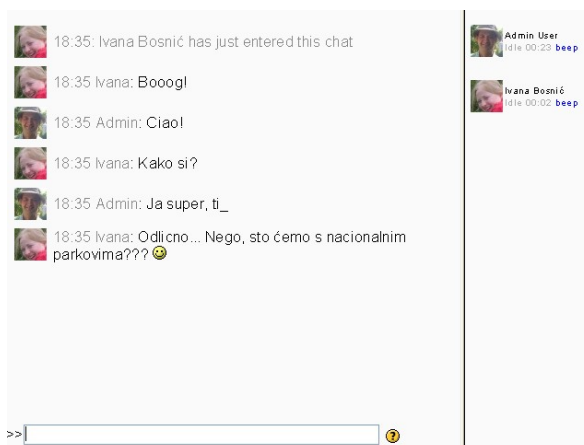 18:35: Ivana Bosnić has just entered this chat
18:35 Ivana: Booog!
18:35 Admin: Ciao!
18:35 Ivana: Kako si?
18:35 Admin: Ja super, ti_
18:35 Ivana: Odlicno... Nego, sto ćemo s nacionalnim
parkovima???
>>
?
Admin User
Idle 00:23 beep
Ivana Bosnić
Idle 00:02 beep